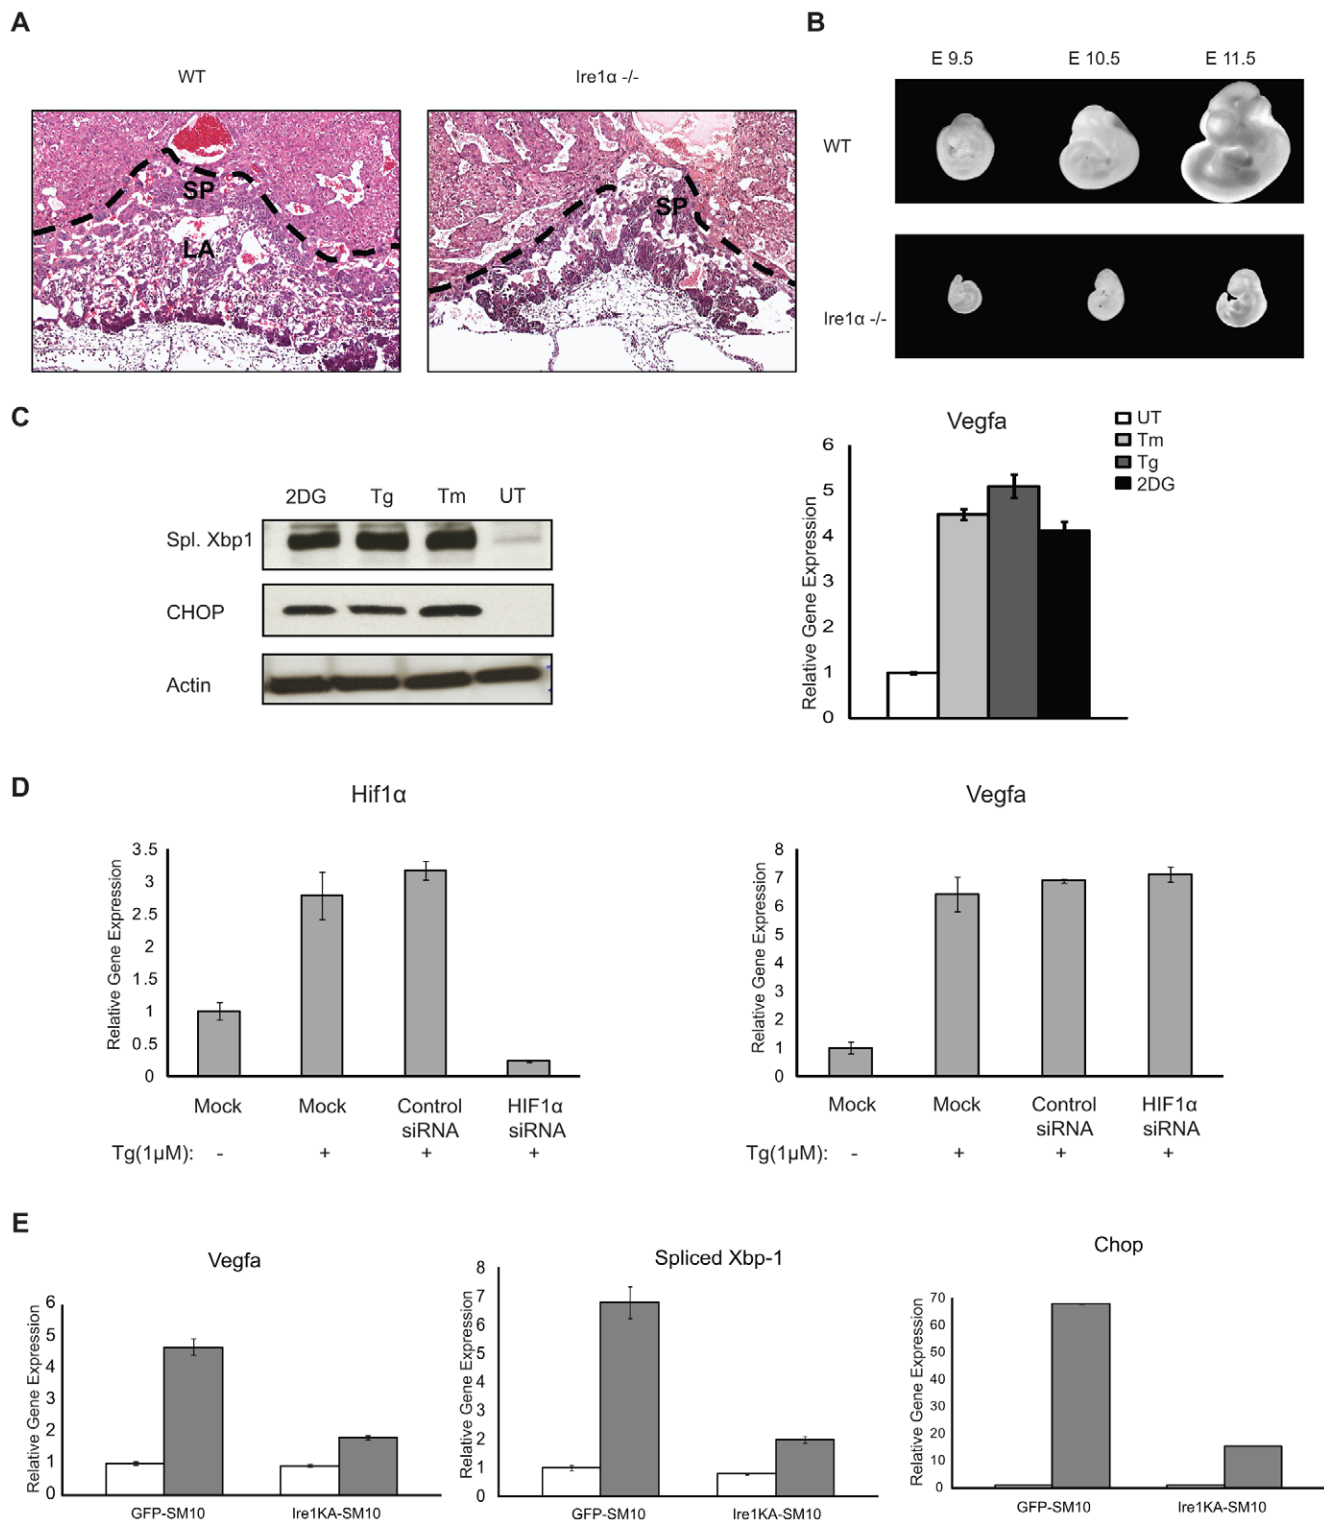 A
WT
Ire1α -/-
SP
LA
SP
B
E 9.5 E 10.5 E 11.5
WT
Ire1α -/-
C
2DG Tg Tm UT
Spl. Xbp1
CHOP
Actin
Vegfa
UT
Tm
Tg
2DG
Relative Gene Expression
6
5
4
3
2
1
0
D
Hif1α
Relative Gene Expression
3.5
3
2.5
2
1.5
1
0.5
0
Mock Mock Control siRNA HIF1α siRNA
Tg(1µM): - + + +
Vegfa
Relative Gene Expression
8
7
6
5
4
3
2
1
0
Mock Mock Control siRNA HIF1α siRNA
Tg(1µM): - + + +
E
Vegfa
Relative Gene Expression
6
5
4
3
2
1
0
GFP-SM10 Ire1KA-SM10
Spliced Xbp-1
Relative Gene Expression
8
7
6
5
4
3
2
1
0
GFP-SM10 Ire1KA-SM10
Chop
Relative Gene Expression
70
60
50
40
30
20
10
0
GFP-SM10 Ire1KA-SM10